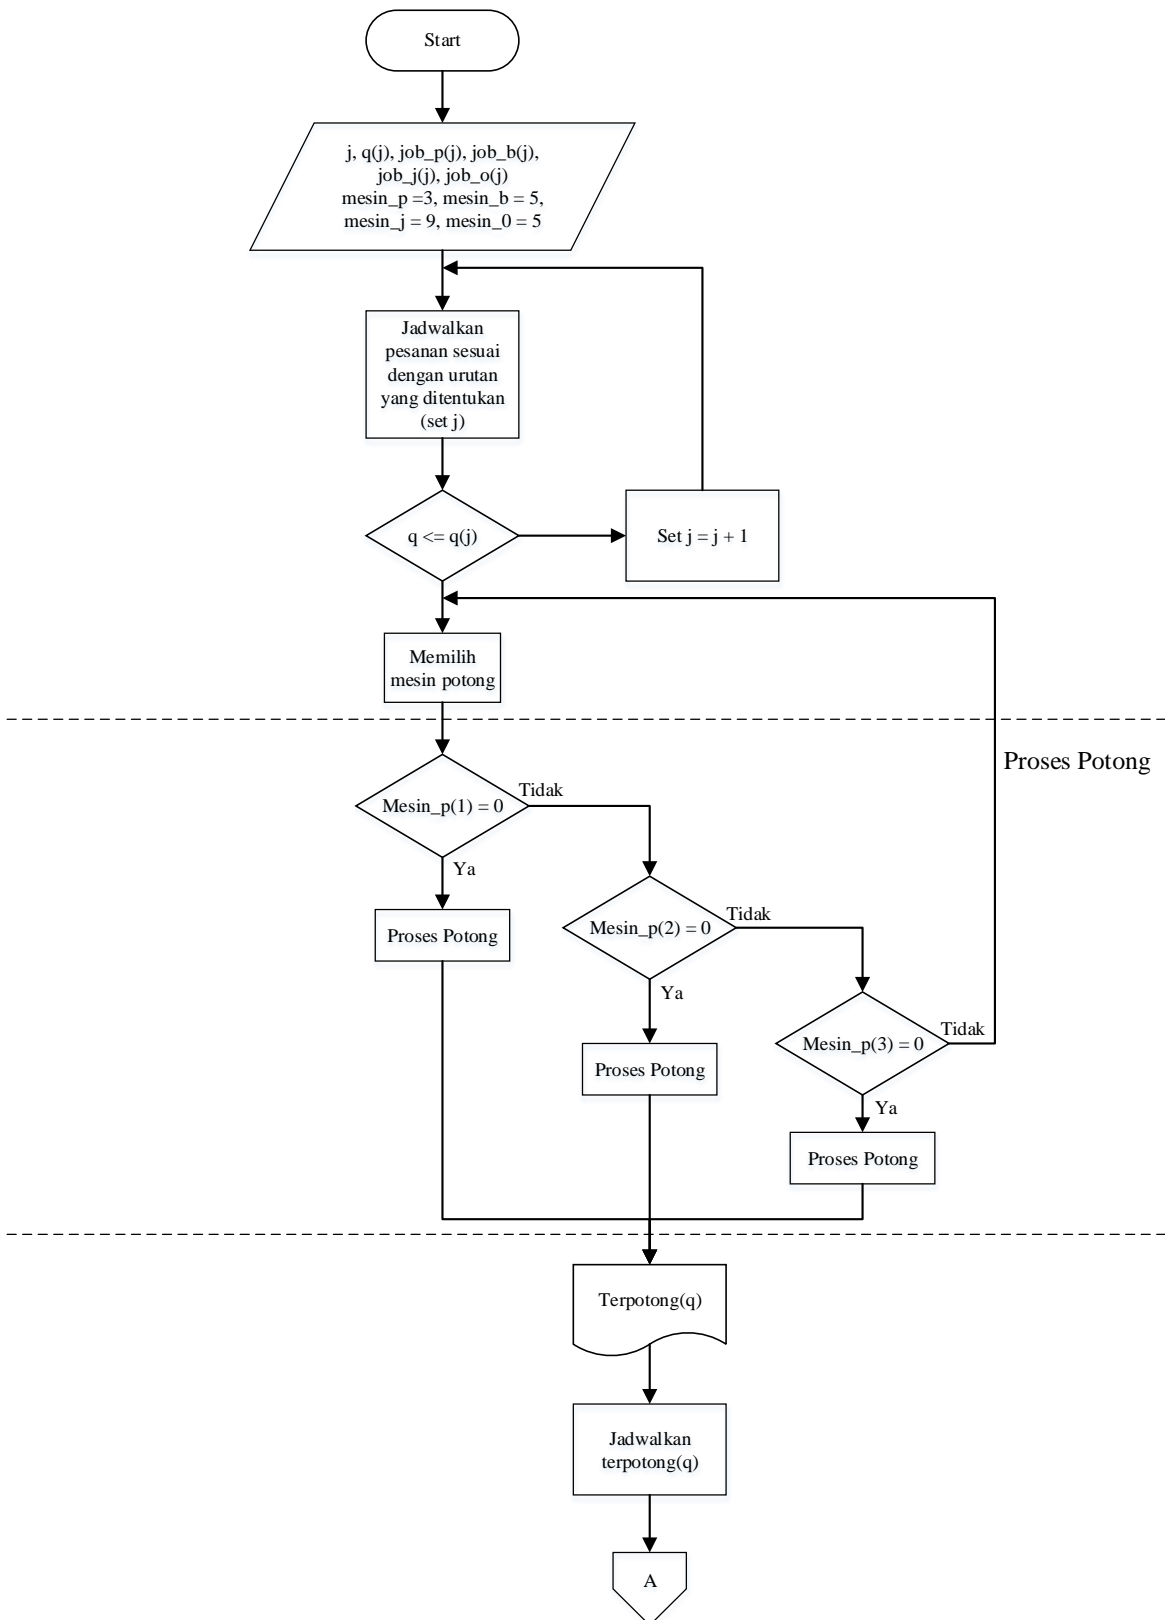 Start
j, q(j), job_p(j), job_b(j),
job_j(j), job_o(j)
mesin_p =3, mesin_b = 5,
mesin_j = 9, mesin_0 = 5
Jadwalkan
pesanan sesuai
dengan urutan
yang ditentukan
(set j)
q <= q(j)
Set j = j + 1
Memilih
mesin potong
Proses Potong
Mesin_p(1) = 0
Tidak
Ya
Proses Potong
Mesin_p(2) = 0
Tidak
Ya
Proses Potong
Mesin_p(3) = 0
Tidak
Ya
Proses Potong
Terpotong(q)
Jadwalkan
terpotong(q)
A